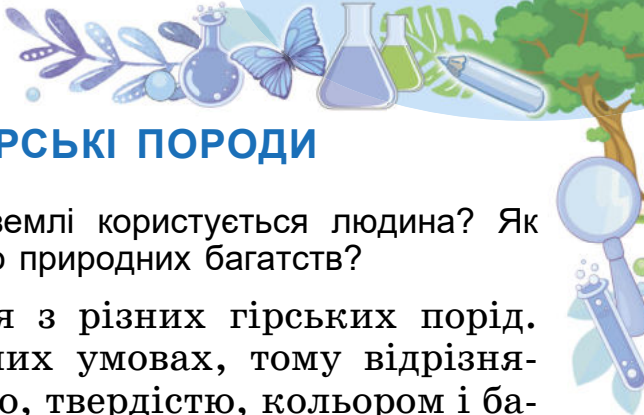 РСЬКІ ПОРОДИ
землі користується людина? Як
природних багатств?
я з різних гірських порід.
них умовах, тому відрізня-
ю, твердістю, кольором і ба-